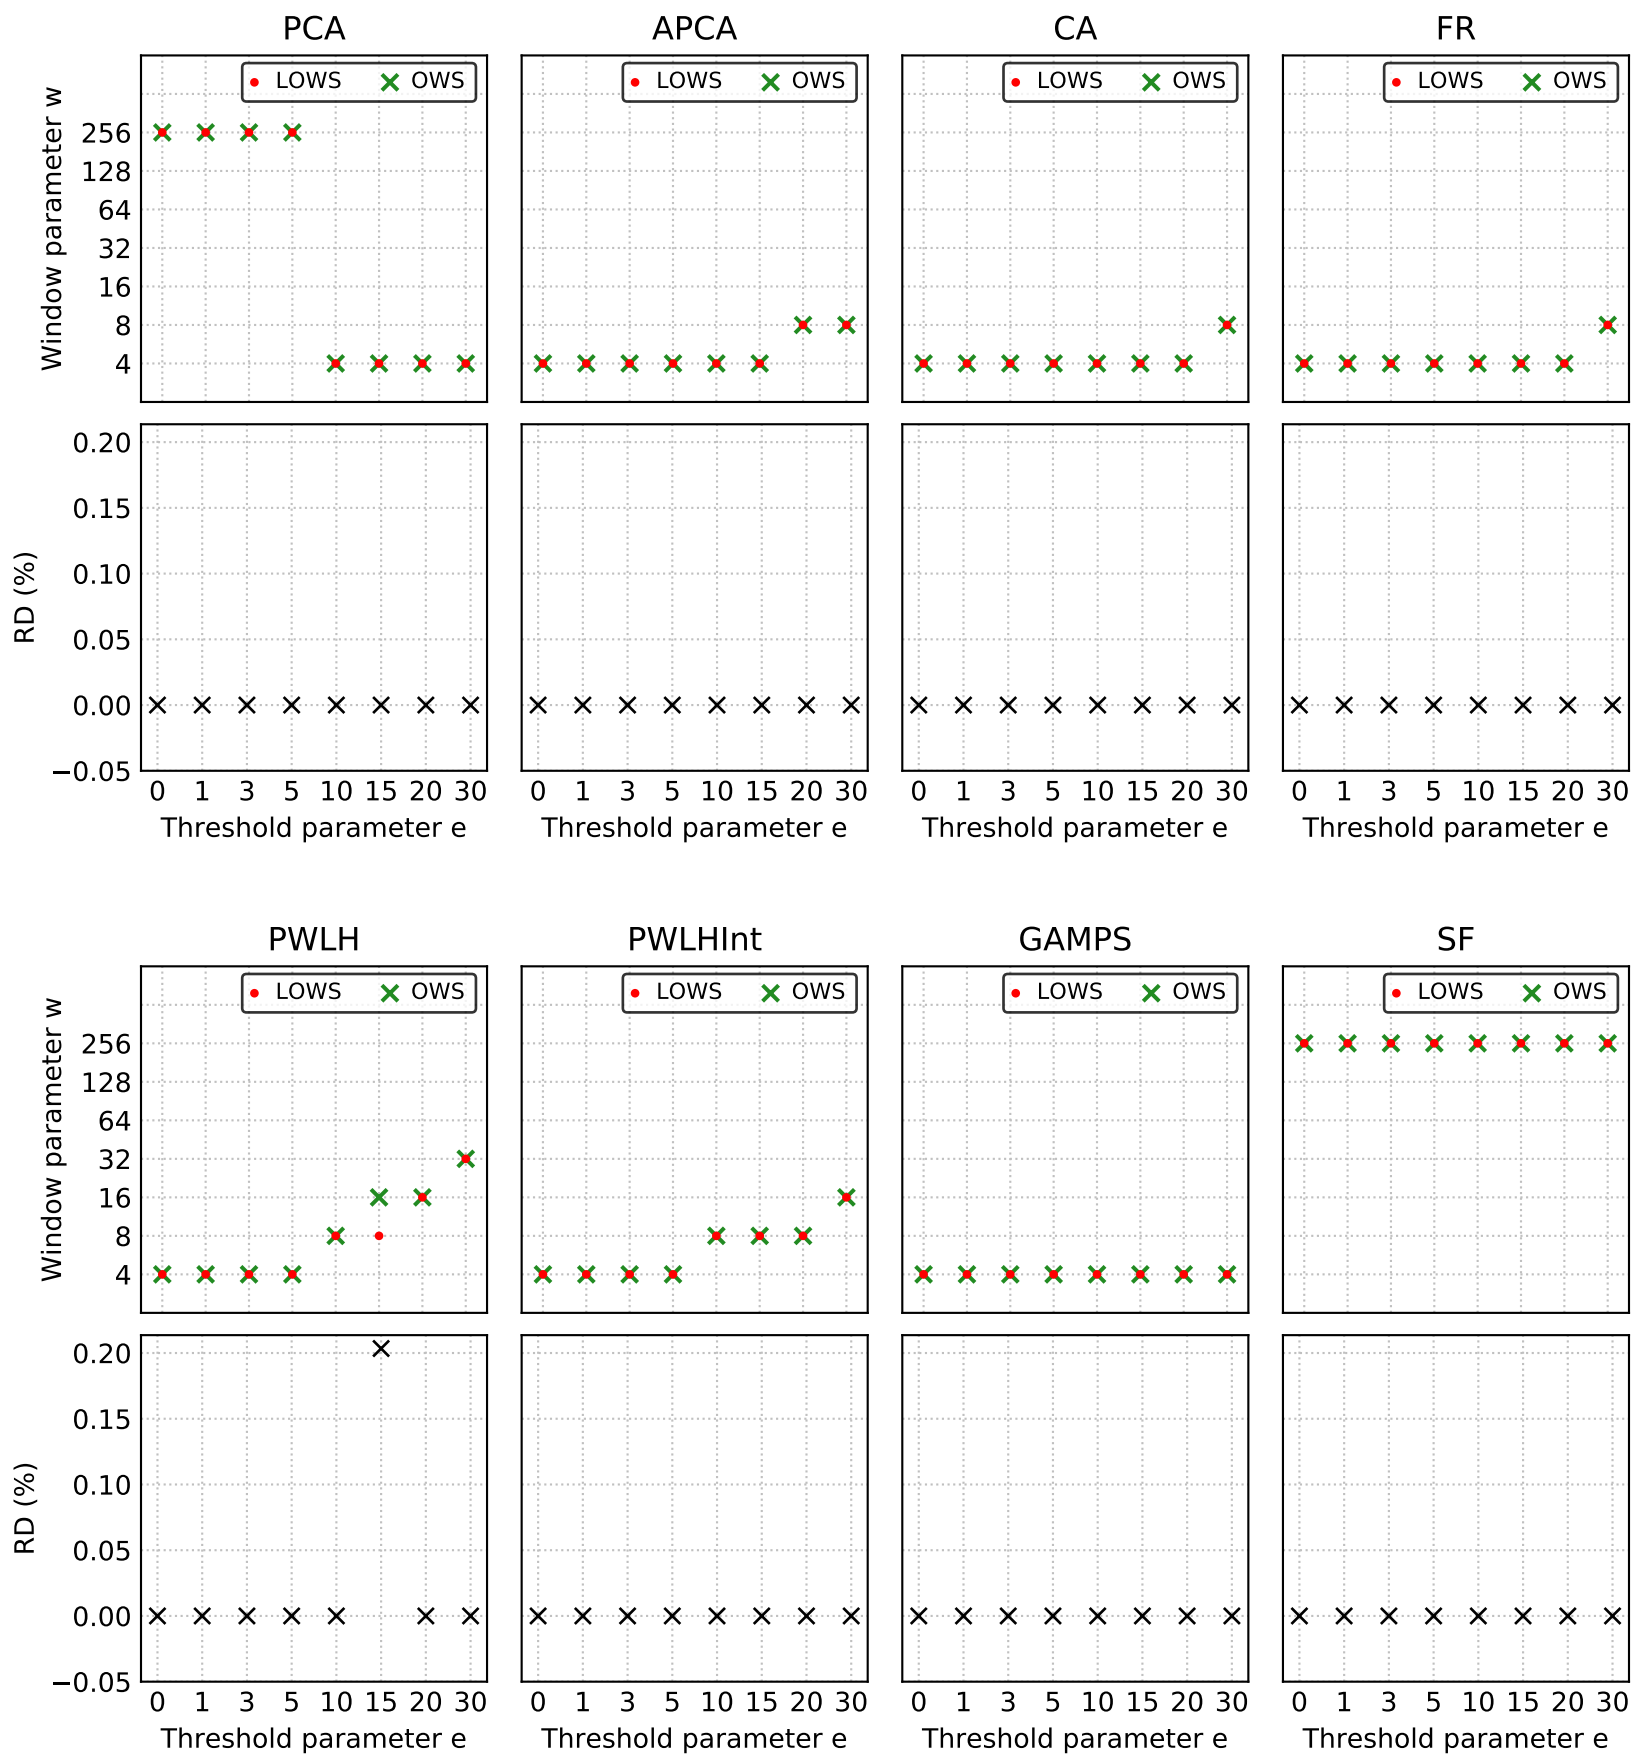 PCA APCA CA FR
LOWS OWS LOWS OWS LOWS OWS LOWS OWS
Window parameter w
256
128
64
32
16
8
4
RD (%)
0.20
0.15
0.10
0.05
0.00
−0.05
0 1 3 5 10 15 20 30 0 1 3 5 10 15 20 30 0 1 3 5 10 15 20 30 0 1 3 5 10 15 20 30
Threshold parameter e Threshold parameter e Threshold parameter e Threshold parameter e
PWLH PWLHInt GAMPS SF
LOWS OWS LOWS OWS LOWS OWS LOWS OWS
Window parameter w
256
128
64
32
16
8
4
RD (%)
0.20
0.15
0.10
0.05
0.00
−0.05
0 1 3 5 10 15 20 30 0 1 3 5 10 15 20 30 0 1 3 5 10 15 20 30 0 1 3 5 10 15 20 30
Threshold parameter e Threshold parameter e Threshold parameter e Threshold parameter e